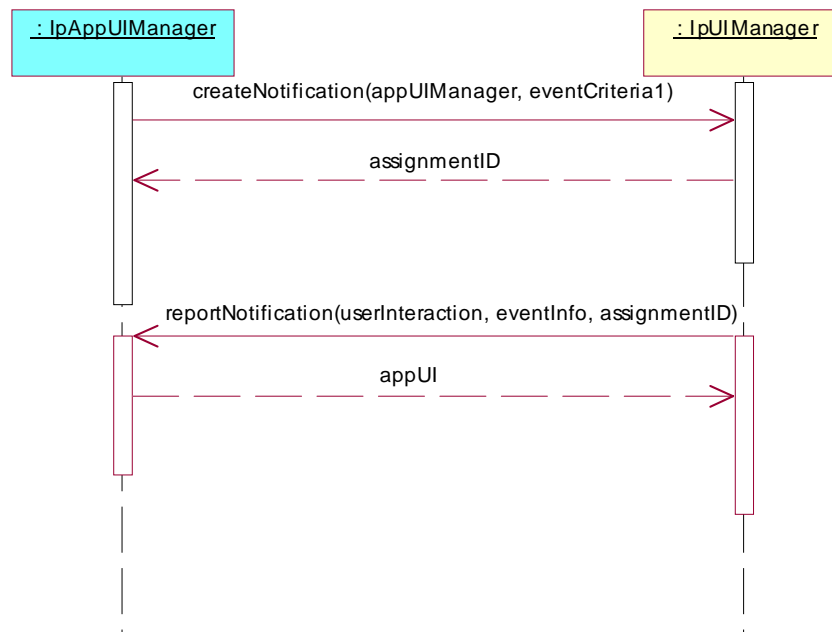 : IpAppUIManager
: IpUIManager
createNotification(appUIManager, eventCriteria1)
assignmentID
reportNotification(userInteraction, eventInfo, assignmentID)
appUI